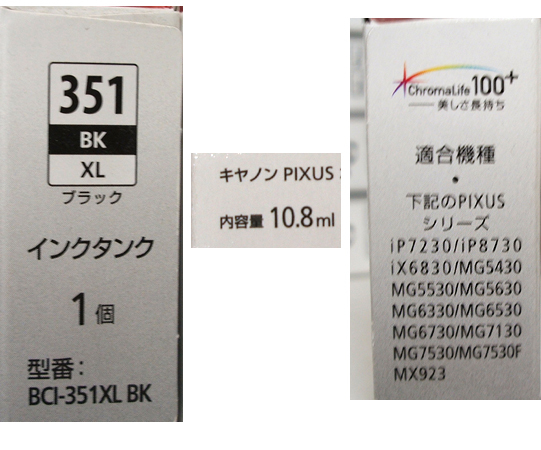 351
BK
XL
ブラック
インクタンク
1個
型番：
BCI-351XL BK
キヤノン PIXUS
内容量 10.8ml
ChromaLife100+
美しさ長持ち
適合機種
・
下記のPIXUS
シリーズ
iP7230/iP8730
iX6830/MG5430
MG5530/MG5630
MG6330/MG6530
MG6730/MG7130
MG7530/MG7530F
MX923